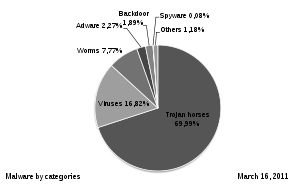 Backdoor
1,89%
Spyware 0,08%
Adware 2,27%
Others 1,18%
Worms 7,77%
Viruses 16,82%
Trojan horses
69,99%
Malware by categories
March 16, 2011